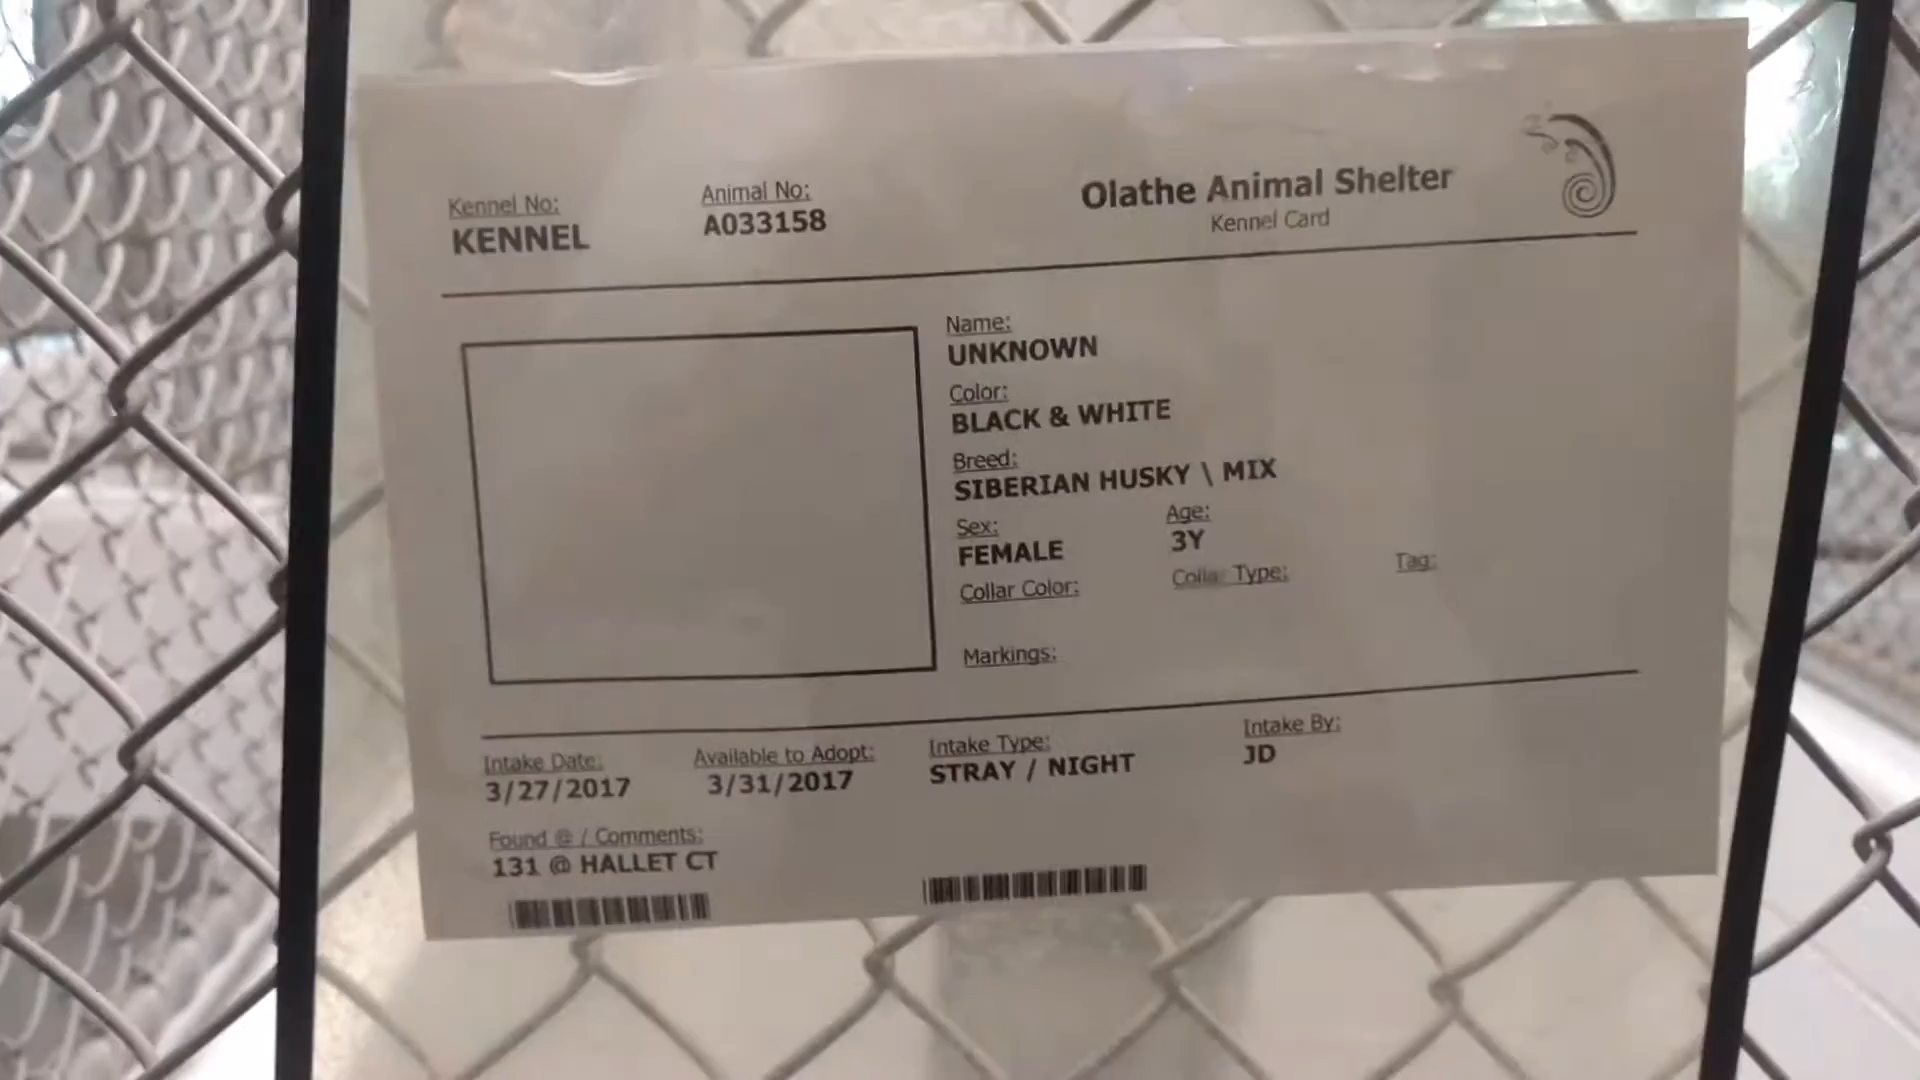 Kennel No:
KENNEL
Animal No:
A033158
Olathe Animal Shelter
Kennel Card
Name:
UNKNOWN
Color:
BLACK & WHITE
Breed:
SIBERIAN HUSKY \ MIX
Sex:
FEMALE
Age:
3Y
Collar Color:
Collar Type:
Tag:
Markings:
Intake Date:
3/27/2017
Available to Adopt:
3/31/2017
Intake Type:
STRAY / NIGHT
Intake By:
JD
Found @ / Comments:
131 @ HALLET CT